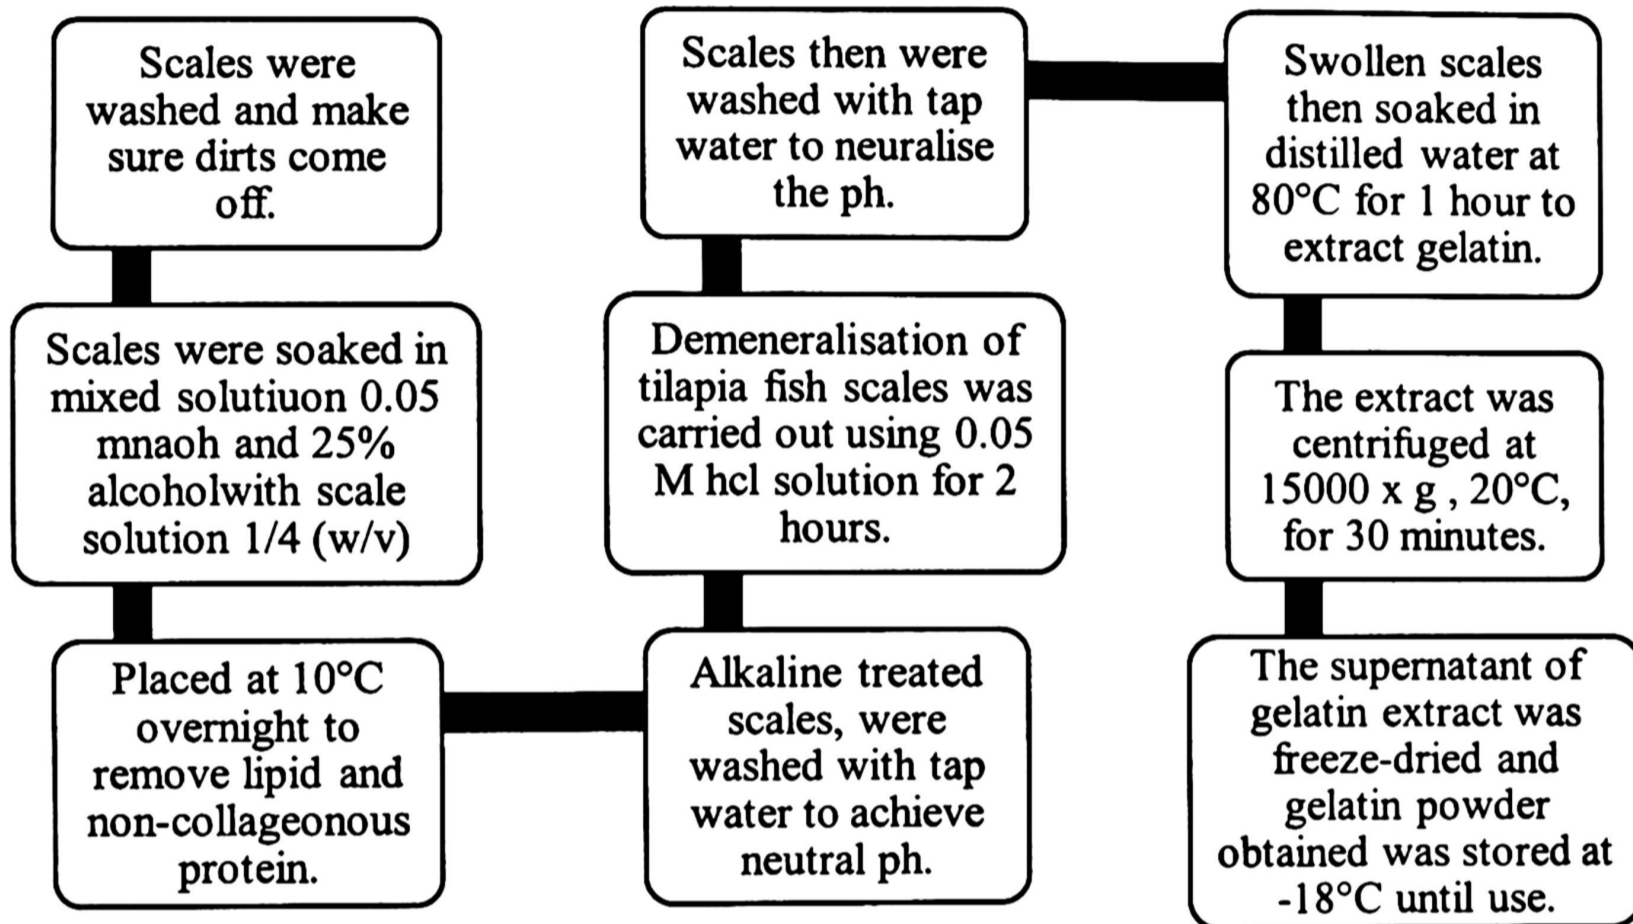 Scales were
washed and make
sure dirts come
off.
Scales were soaked in
mixed solutiuon 0.05
mnaoh and 25%
alcoholwith scale
solution 1/4 (w/v)
Placed at 10°C
overnight to
remove lipid and
non-collageonous
protein.
Alkaline treated
scales, were
washed with tap
water to achieve
neutral ph.
Demeneralisation of
tilapia fish scales was
carried out using 0.05
M hcl solution for 2
hours.
Scales then were
washed with tap
water to neuralise
the ph.
Swollen scales
then soaked in
distilled water at
80°C for 1 hour to
extract gelatin.
The extract was
centrifuged at
15000 x g , 20°C,
for 30 minutes.
The supernatant of
gelatin extract was
freeze-dried and
gelatin powder
obtained was stored at
-18°C until use.